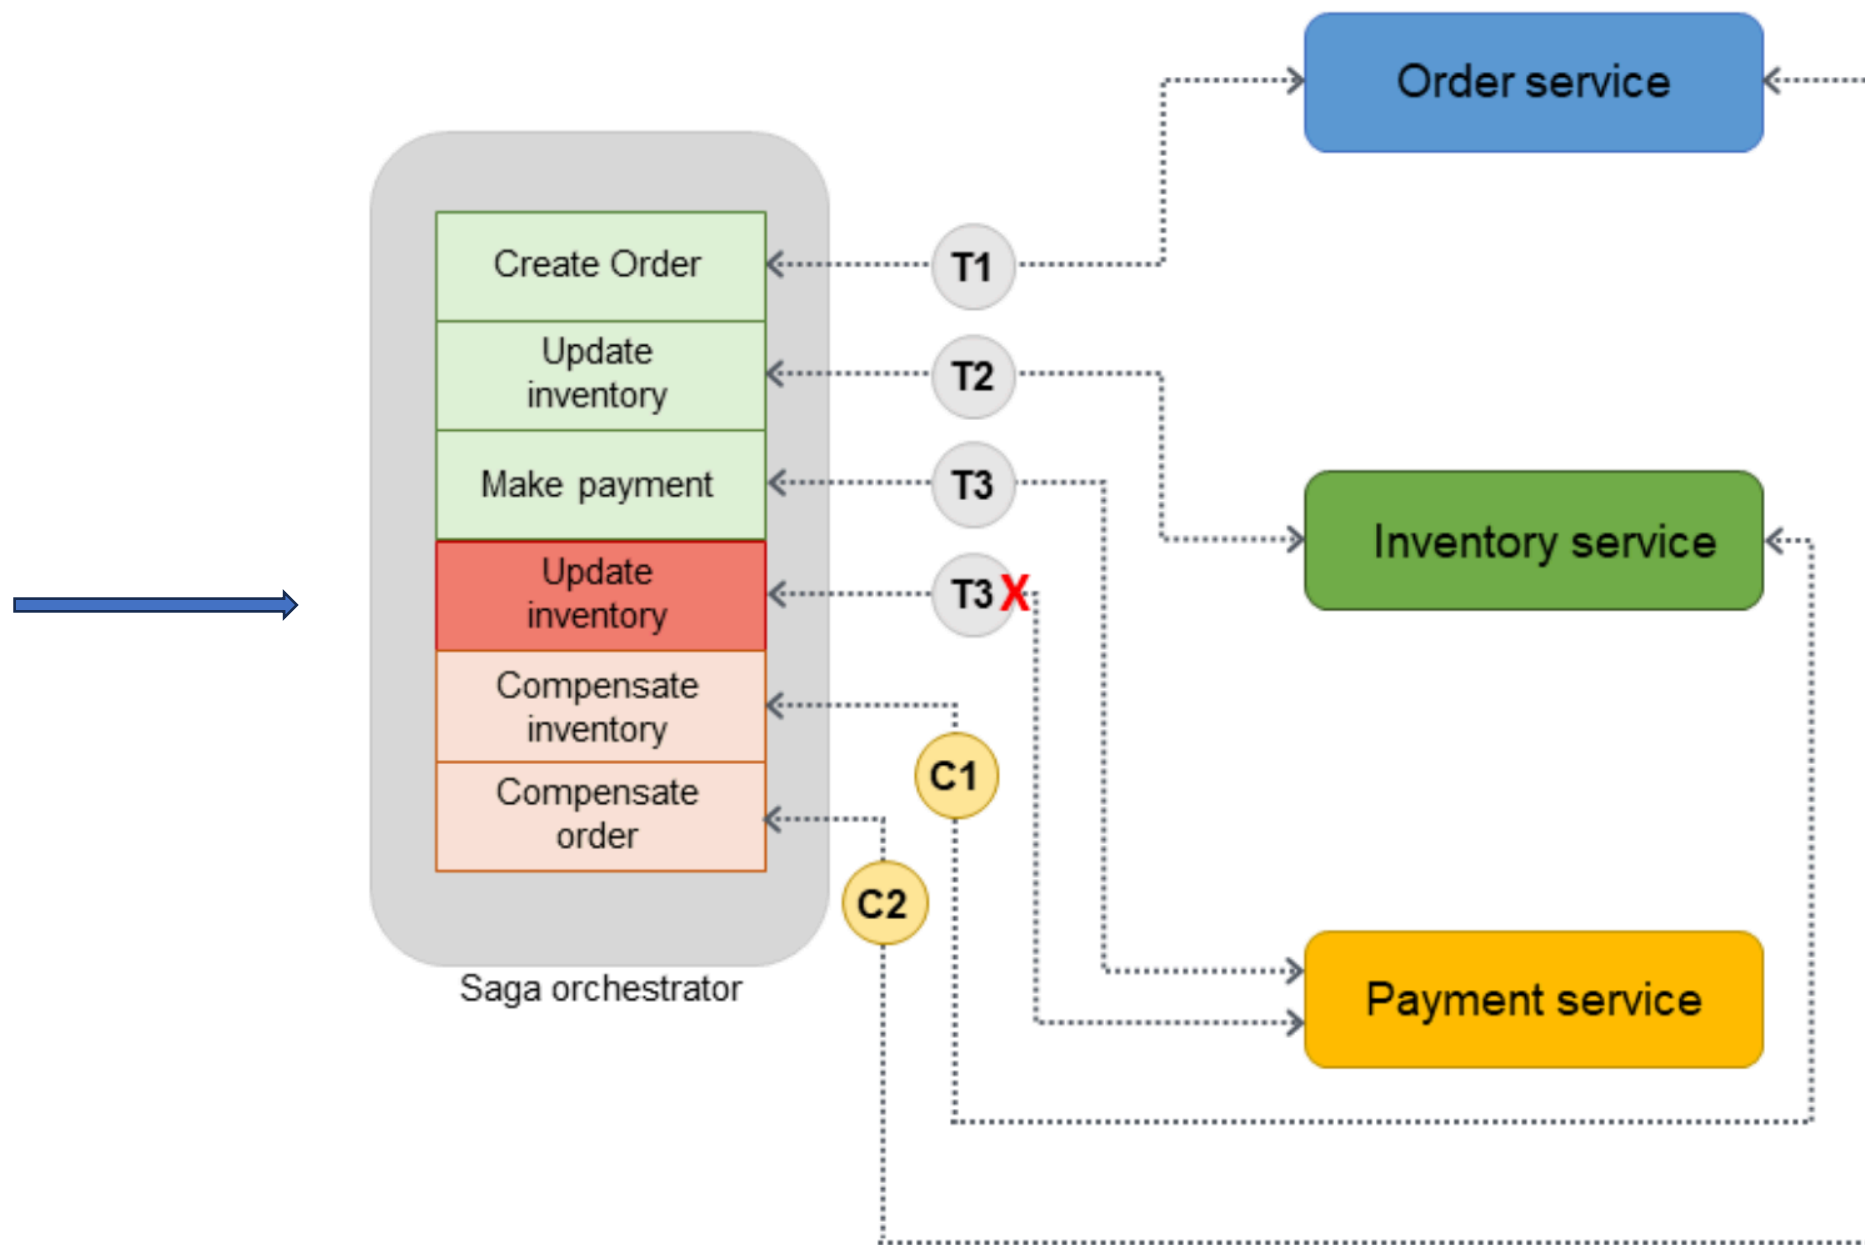 Order service
Create Order
T1
Update
inventory
T2
Make payment
T3
Inventory service
Update
inventory
T3
X
Compensate
inventory
C1
Compensate
order
C2
Saga orchestrator
Payment service